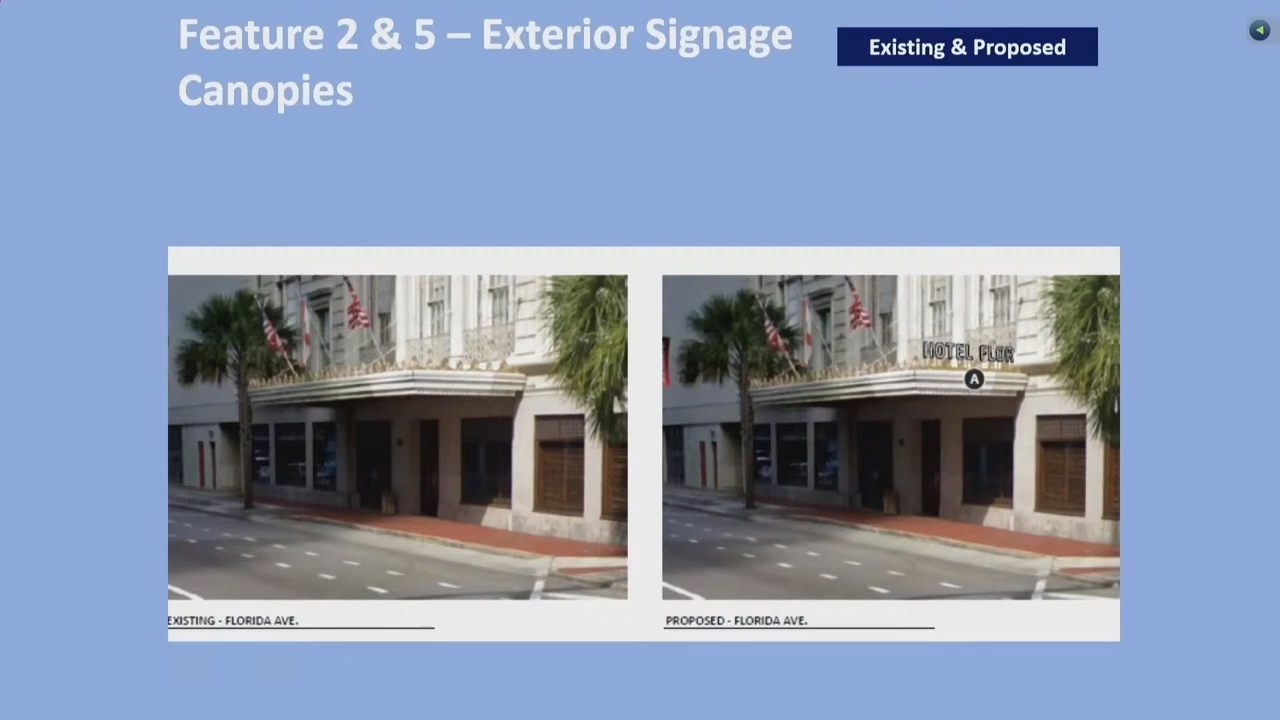 Feature 2 & 5 – Exterior Signage
Canopies
Existing & Proposed
HOTEL FLOR
A
EXISTING - FLORIDA AVE.
PROPOSED - FLORIDA AVE.